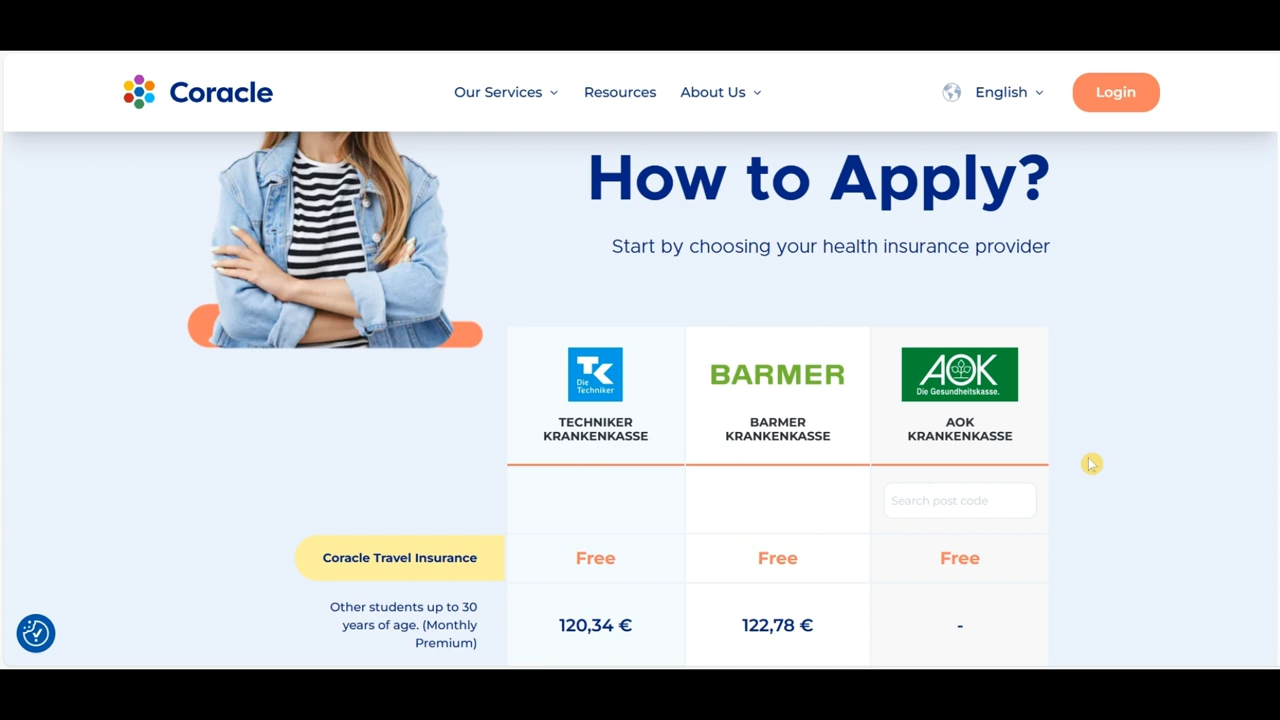 Coracle
Our Services
Resources
About Us
English
Login
How to Apply?
Start by choosing your health insurance provider
TK
Die
Techniker
BARMER
AOK
Die Gesundheitskasse.
TECHNIKER
KRANKENKASSE
BARMER
KRANKENKASSE
AOK
KRANKENKASSE
Search post code
Coracle Travel Insurance
Free
Free
Free
Other students up to 30
years of age. (Monthly
Premium)
120,34 €
122,78 €
-